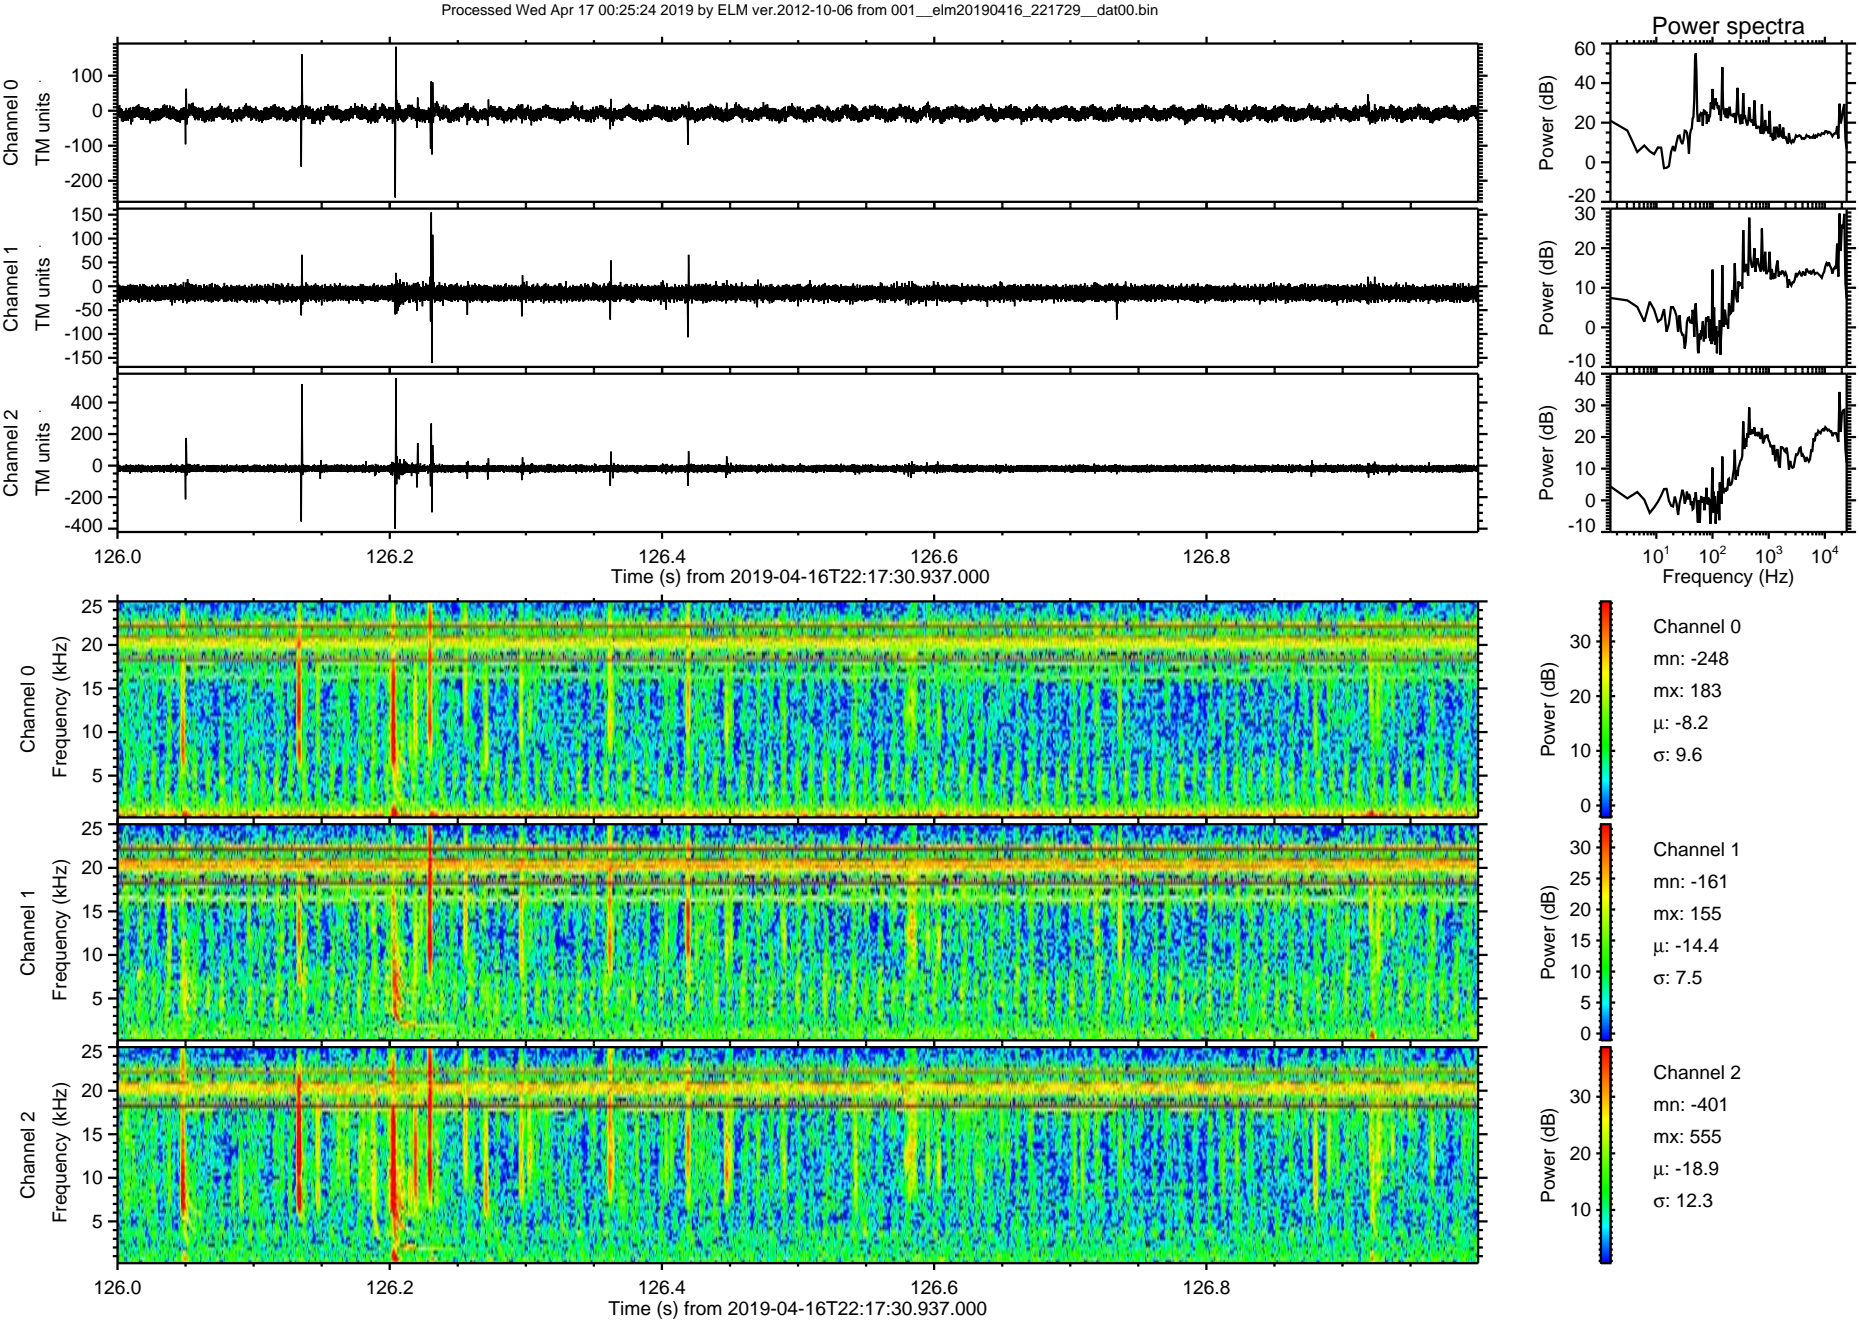 Processed Wed Apr 17 00:25:24 2019 by ELM ver.2012-10-06 from 001__elm20190416_221729__dat00.bin
Power spectra
Channel 0
TM units
100
0
-100
-200
Power (dB)
60
40
20
0
-20
Channel 1
TM units
150
100
50
0
-50
-100
-150
Power (dB)
30
20
10
0
-10
Channel 2
TM units
400
200
0
-200
-400
Power (dB)
40
30
20
10
0
-10
126.0 126.2 126.4 126.6 126.8
Time (s) from 2019-04-16T22:17:30.937.000
10^1 10^2 10^3 10^4
Frequency (Hz)
Channel 0
Frequency (kHz)
25
20
15
10
5
Power (dB)
30
20
10
0
Channel 0
mn: -248
mx: 183
μ: -8.2
σ: 9.6
Channel 1
Frequency (kHz)
25
20
15
10
5
Power (dB)
30
25
20
15
10
5
0
Channel 1
mn: -161
mx: 155
μ: -14.4
σ: 7.5
Channel 2
Frequency (kHz)
25
20
15
10
5
Power (dB)
30
20
10
Channel 2
mn: -401
mx: 555
μ: -18.9
σ: 12.3
126.0 126.2 126.4 126.6 126.8
Time (s) from 2019-04-16T22:17:30.937.000